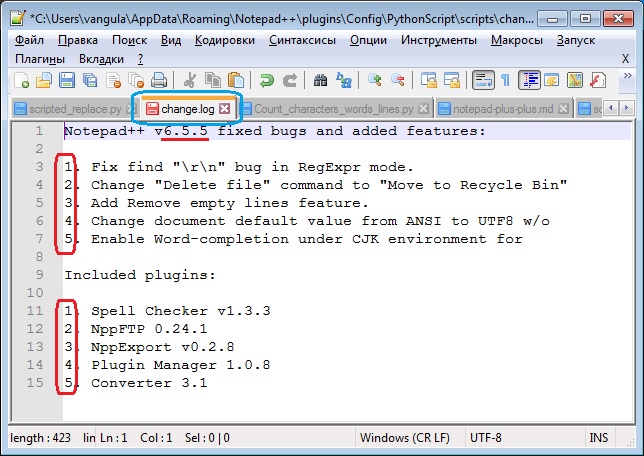 *C:\Users\vangula\AppData\Roaming\Notepad++\plugins\Config\PythonScript\scripts\chan...
Файл Правка Поиск Вид Кодировки Синтаксисы Опции Инструменты Макросы Запуск
Плагины Вкладки ?
scripted_replace.py change.log Count_characters_words_lines.py notepad-plus-plus.md sc
1 Notepad++ v6.5.5 fixed bugs and added features:
2
3 1. Fix find "\r\n" bug in RegExpr mode.
4 2. Change "Delete file" command to "Move to Recycle Bin"
5 3. Add Remove empty lines feature.
6 4. Change document default value from ANSI to UTF8 w/o
7 5. Enable Word-completion under CJK environment for
8
9 Included plugins:
10
11 1. Spell Checker v1.3.3
12 2. NppFTP 0.24.1
13 3. NppExport v0.2.8
14 4. Plugin Manager 1.0.8
15 5. Converter 3.1
length : 423 lin Ln : 1 Col : 1 Sel : 0 | 0 Windows (CR LF) UTF-8 INS